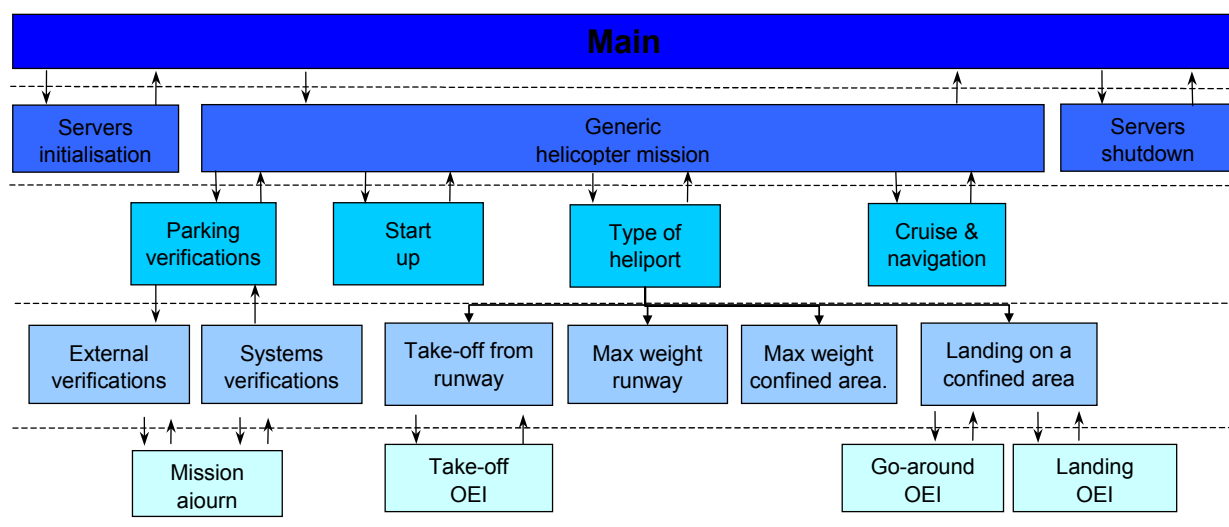 Main
Servers
initialisation
Generic
helicopter mission
Servers
shutdown
Parking
verifications
Start
up
Type of
heliport
Cruise &
navigation
External
verifications
Systems
verifications
Take-off from
runway
Max weight
runway
Max weight
confined area.
Landing on a
confined area
Mission
ajourn
Take-off
OEI
Go-around
OEI
Landing
OEI